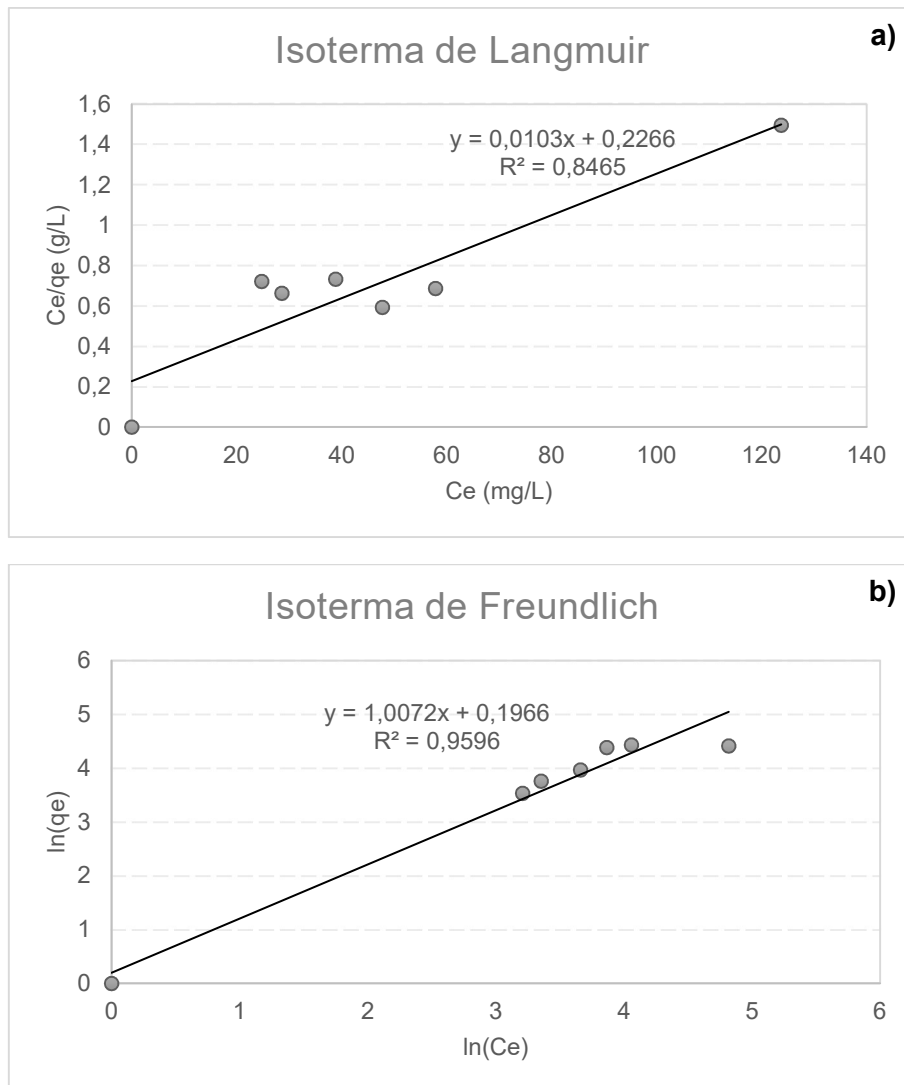 a)
Isoterma de Langmuir
y = 0,0103x + 0,2266
R² = 0,8465
Ce/qe (g/L)
1,6
1,4
1,2
1
0,8
0,6
0,4
0,2
0
0 20 40 60 80 100 120 140
Ce (mg/L)
b)
Isoterma de Freundlich
y = 1,0072x + 0,1966
R² = 0,9596
ln(qe)
6
5
4
3
2
1
0
0 1 2 3 4 5 6
ln(Ce)